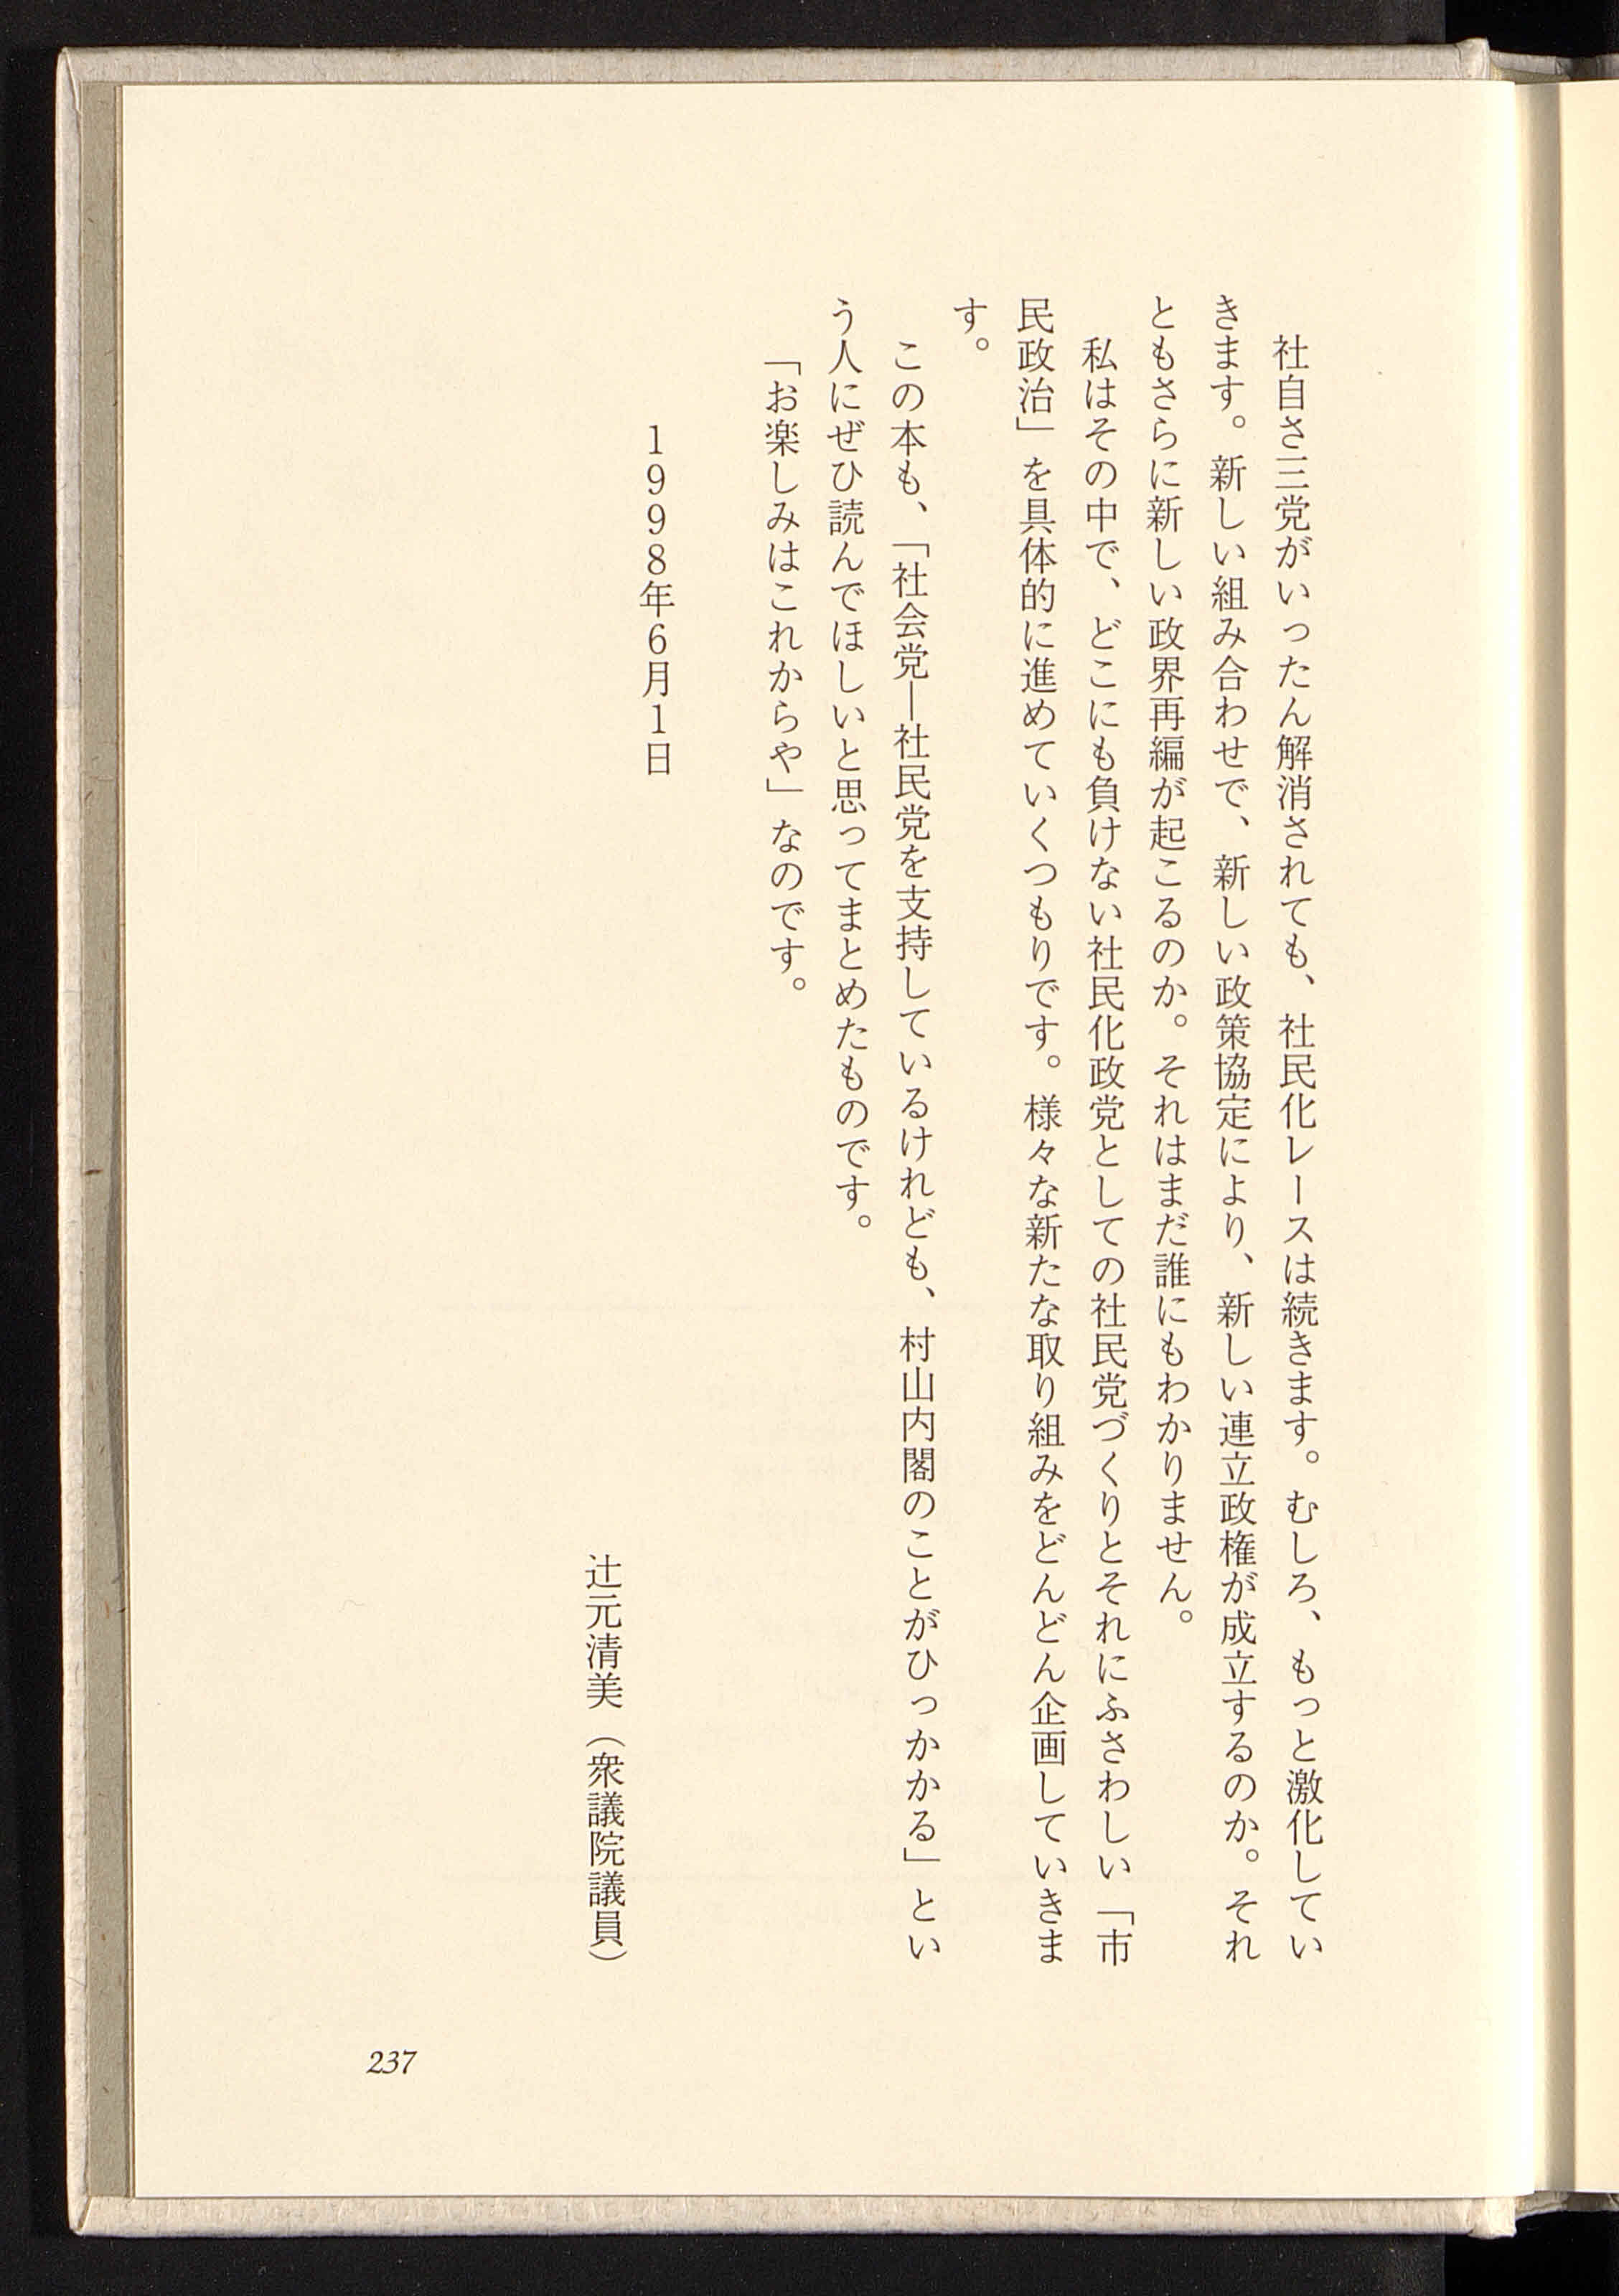 社自さ三党がいったん解消されても、社民化レースは続きます。むしろ、もっと激化してい
きます。新しい組み合わせで、新しい政策協定により、新しい連立政権が成立するのか。それ
ともさらに新しい政界再編が起こるのか。それはまだ誰にもわかりません。
　私はその中で、どこにも負けない社民化政党としての社民党づくりとそれにふさわしい「市
民政治」を具体的に進めていくつもりです。様々な新たな取り組みをどんどん企画していきま
す。
　この本も、「社会党―社民党を支持しているけれども、村山内閣のことがひっかかる」とい
う人にぜひ読んでほしいと思ってまとめたものです。
　「お楽しみはこれからや」なのです。
1998年6月1日
辻元清美（衆議院議員）
237